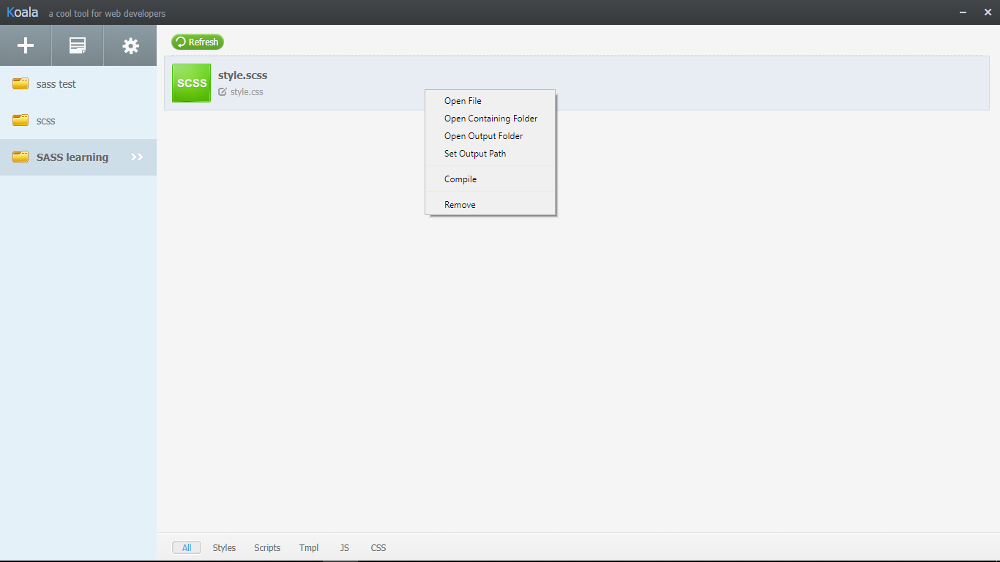 Koala a cool tool for web developers
Refresh
sass test
scss
SASS learning
SCSS
style.scss
style.css
Open File
Open Containing Folder
Open Output Folder
Set Output Path
Compile
Remove
All Styles Scripts Tmpl JS CSS